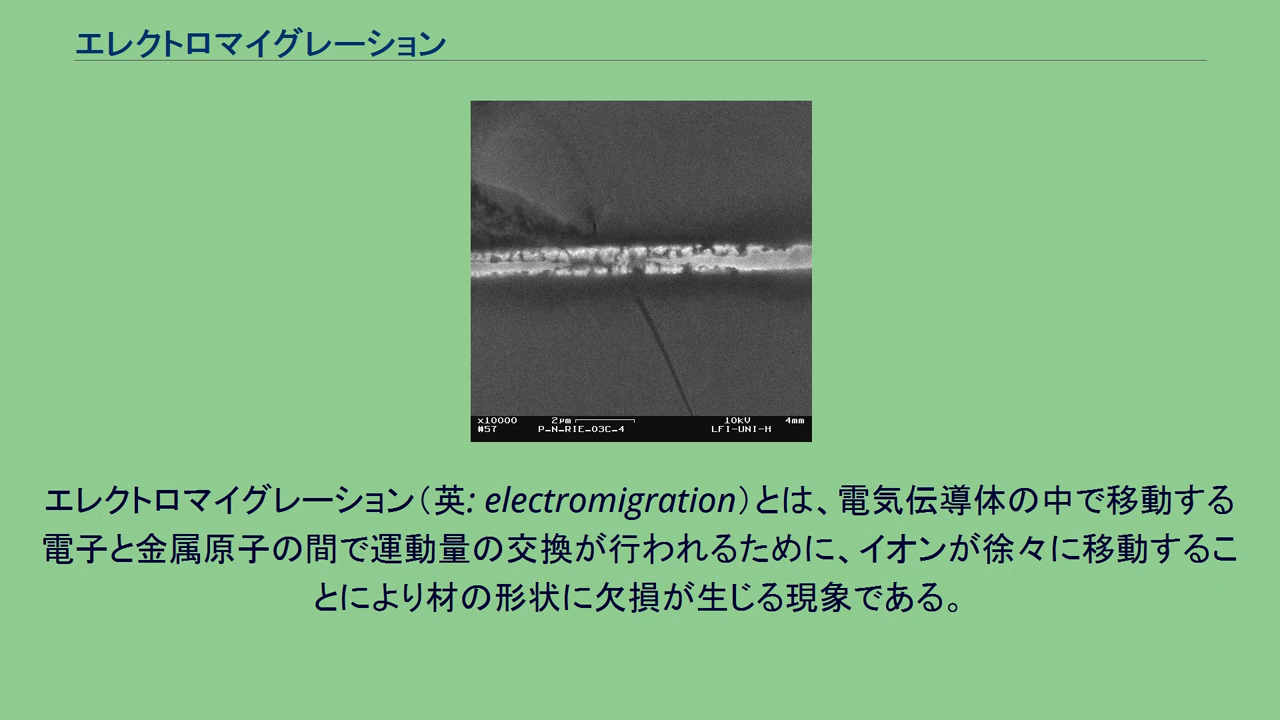 エレクトロマイグレーション
x10000 2µm 10kV 4mm
#57 P-N-RIE-03C-4 LFI-UNI-H
エレクトロマイグレーション（英: electromigration）とは、電気伝導体の中で移動する
電子と金属原子の間で運動量の交換が行われるために、イオンが徐々に移動するこ
とにより材の形状に欠損が生じる現象である。